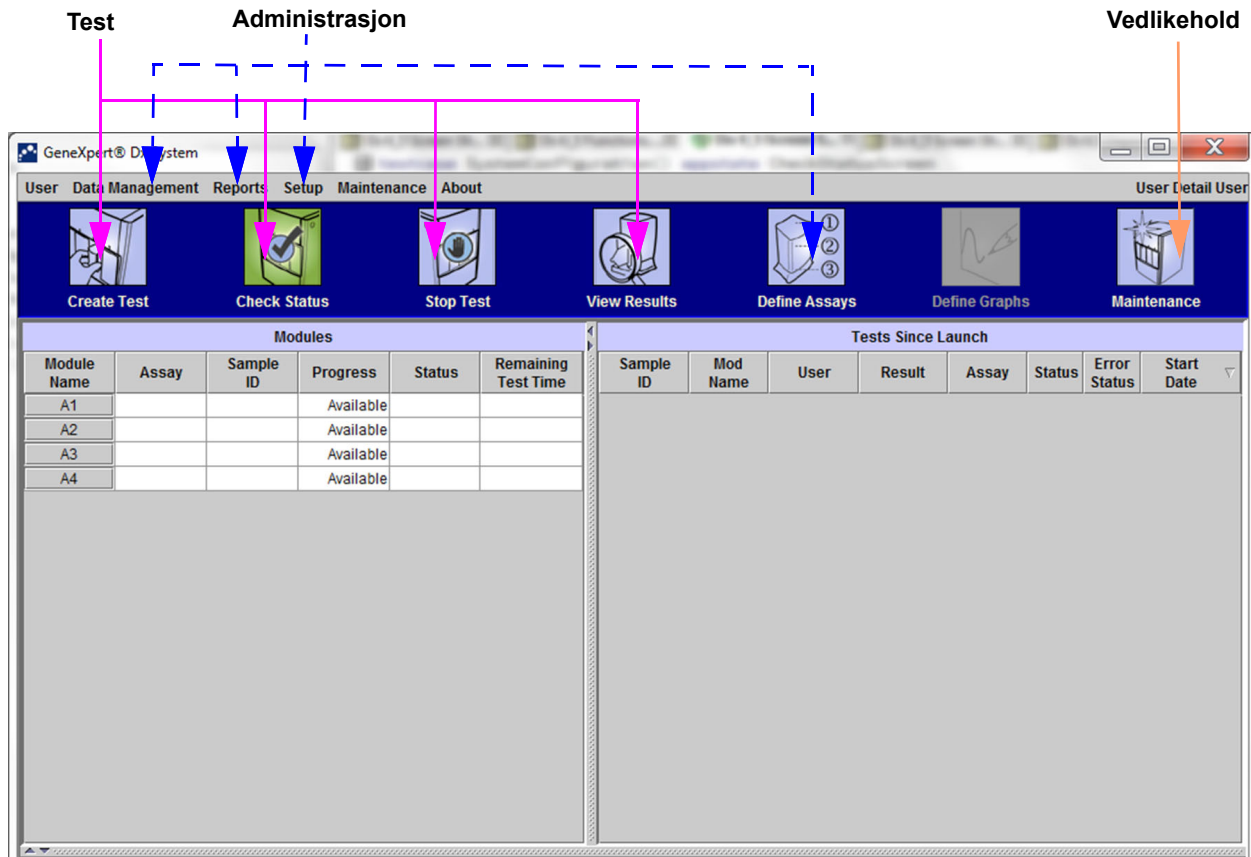 Test Administrasjon Vedlikehold
GeneXpert® Dx System
User Data Management Reports Setup Maintenance About User Detail User
Create Test Check Status Stop Test View Results Define Assays Define Graphs Maintenance
Modules
Module Name Assay Sample ID Progress Status Remaining Test Time
A1 Available
A2 Available
A3 Available
A4 Available
Tests Since Launch
Sample ID Mod Name User Result Assay Status Error Status Start Date